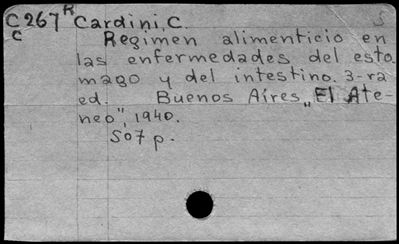 C267 R Cardini, C.
C Regimen alimenticio en
las enfermedades del esto
mago y del intestino. 3-ra
ed. Buenos Aires, "El Ate-
neo", 1940.
507 p.